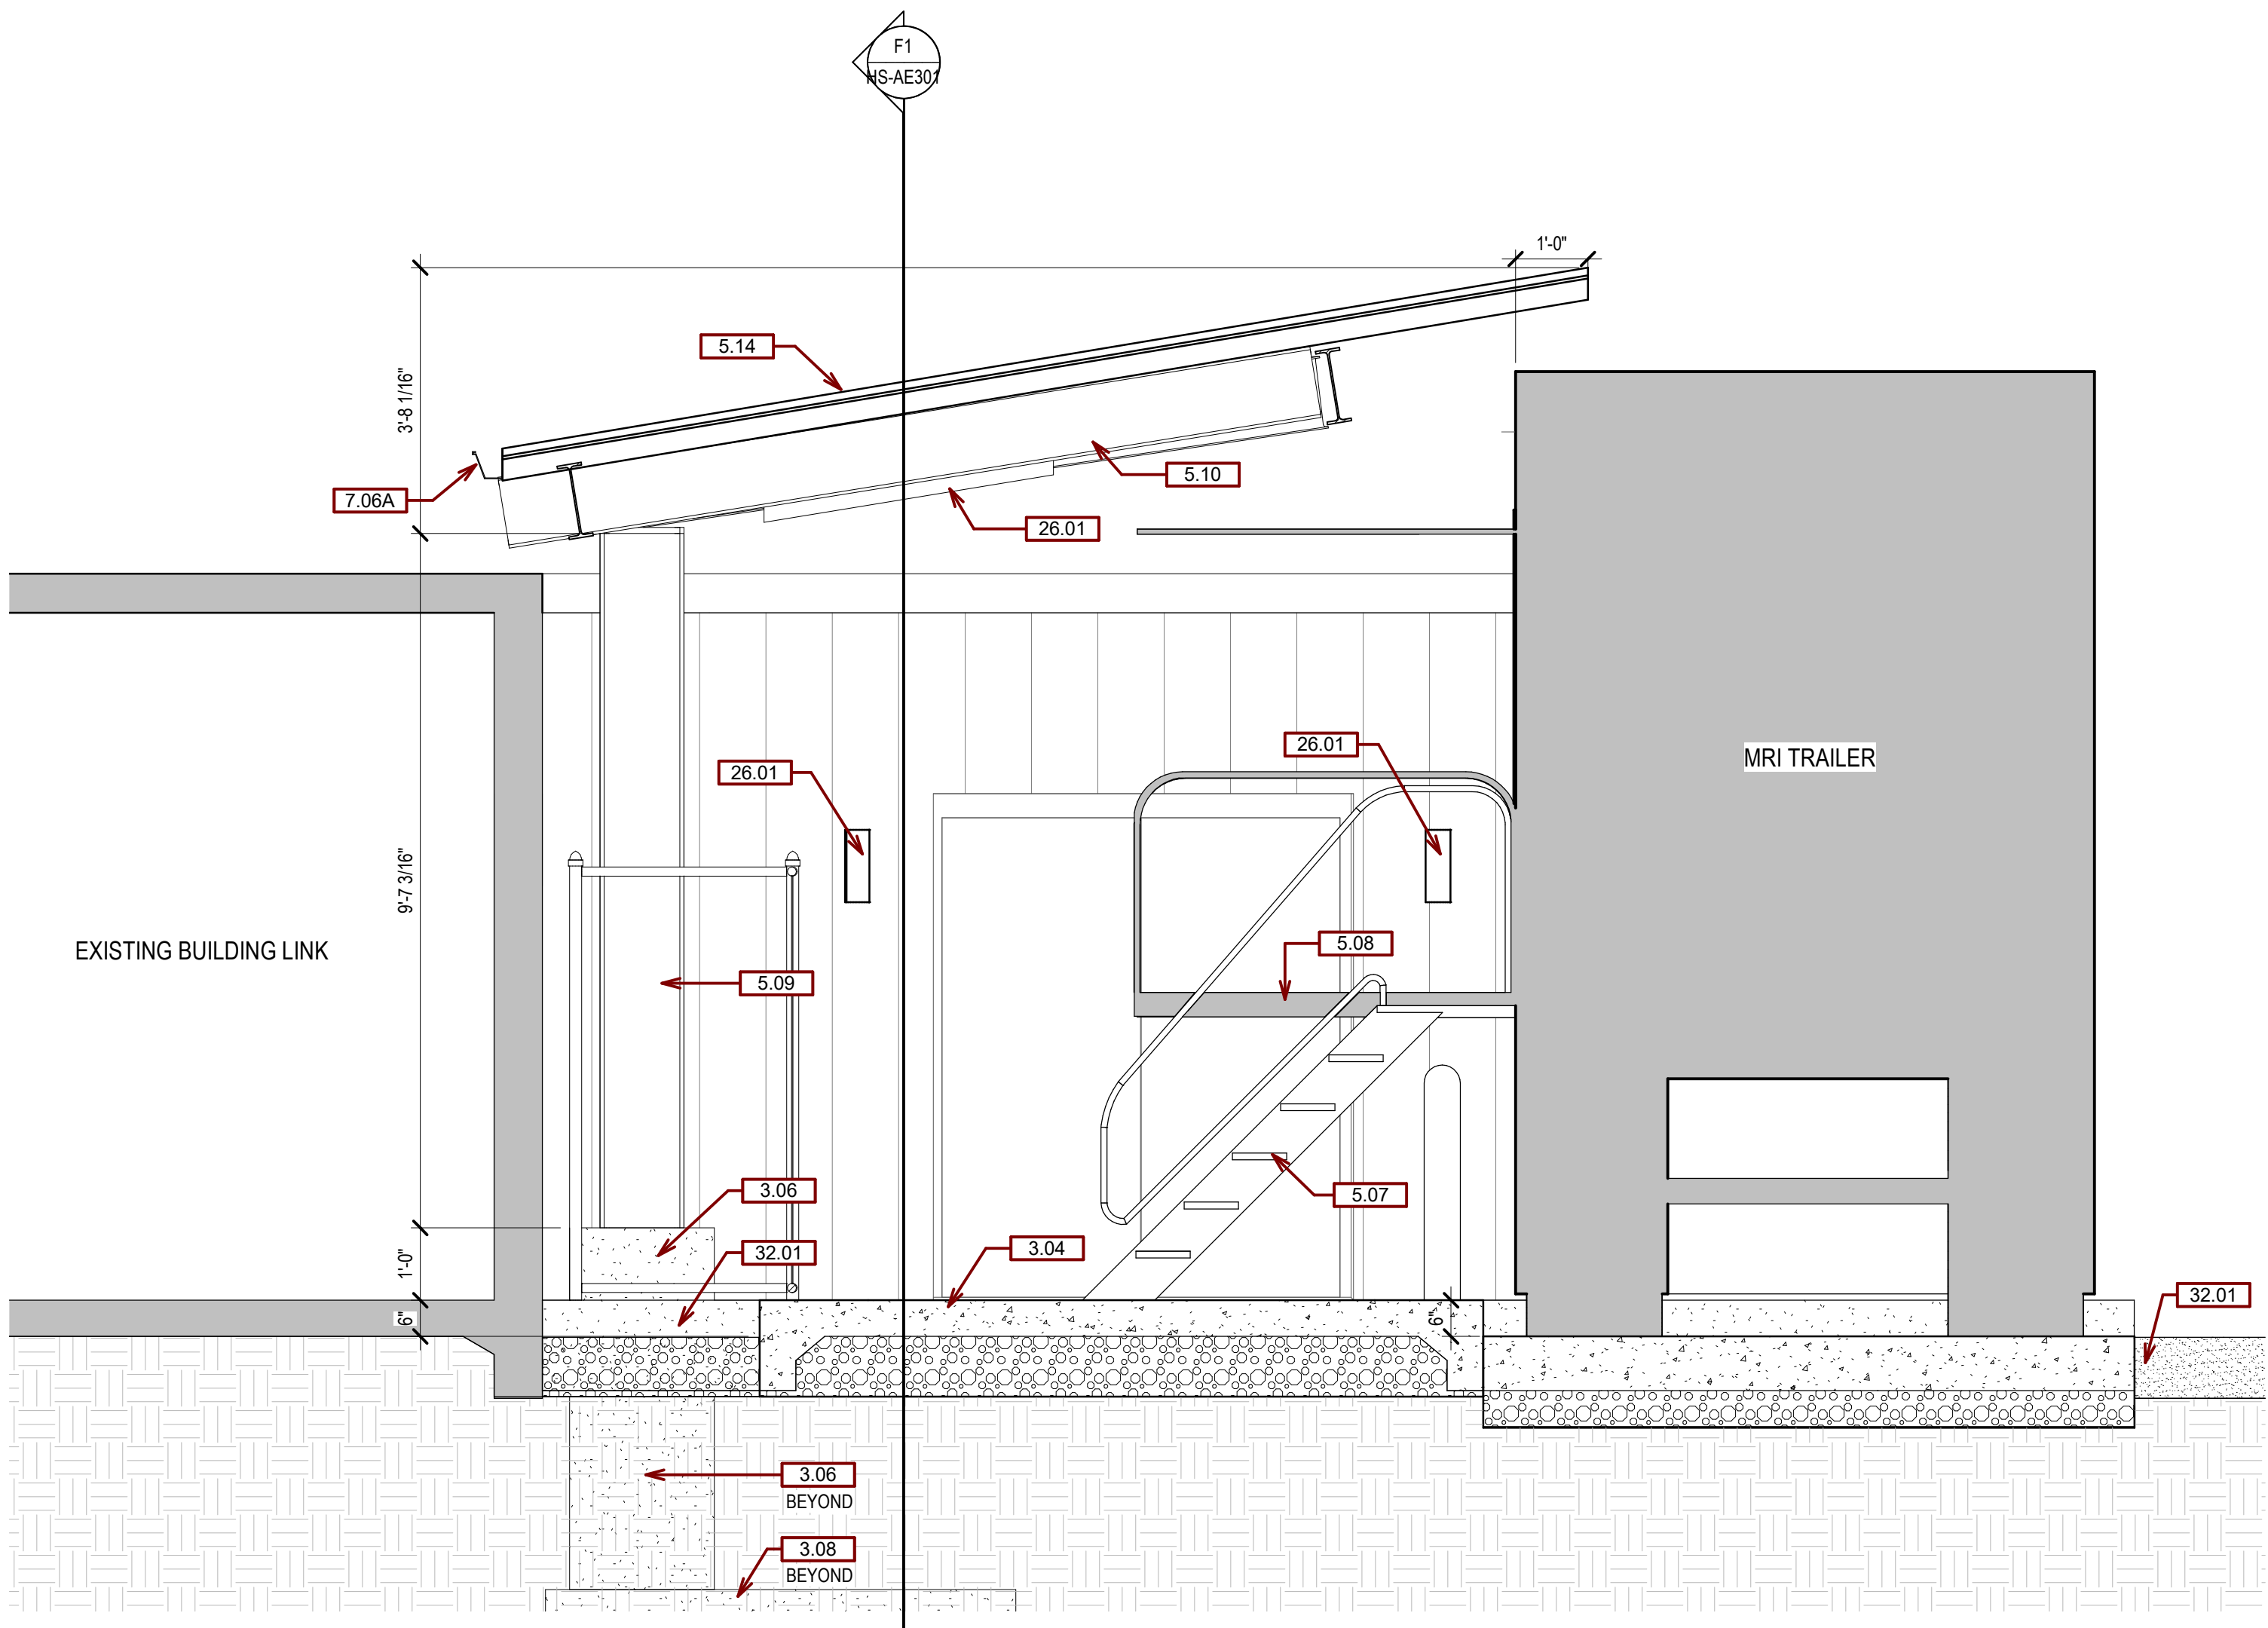 F1
HS-AE301
1'-0"
5.14
3'-8 1/16"
5.10
7.06A
26.01
26.01
26.01
MRI TRAILER
9'-7 3/16"
EXISTING BUILDING LINK
5.08
5.09
3.06
5.07
3.04
32.01
1'-0"
32.01
6"
6"
3.06
BEYOND
3.08
BEYOND